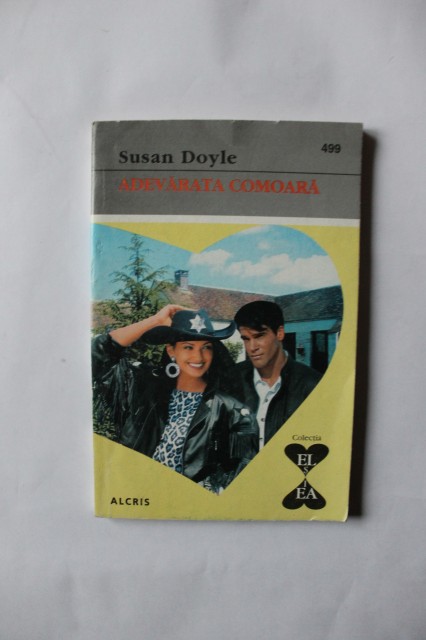 Susan Doyle
499
ADEVĂRATA COMOARĂ
Colecția
EL
ȘI
EA
ALCRIS